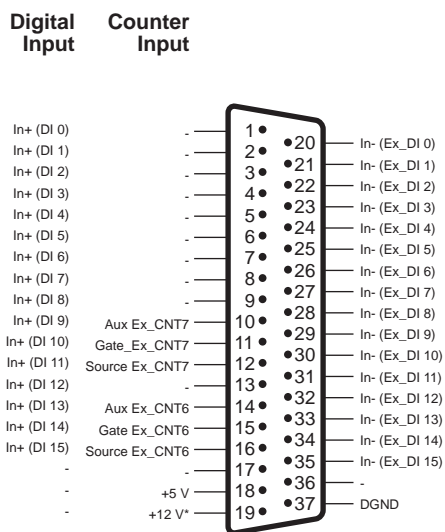 Digital Input
Counter Input
In+ (DI 0) - 1 20 In- (Ex_DI 0)
In+ (DI 1) - 2 21 In- (Ex_DI 1)
In+ (DI 2) - 3 22 In- (Ex_DI 2)
In+ (DI 3) - 4 23 In- (Ex_DI 3)
In+ (DI 4) - 5 24 In- (Ex_DI 4)
In+ (DI 5) - 6 25 In- (Ex_DI 5)
In+ (DI 6) - 7 26 In- (Ex_DI 6)
In+ (DI 7) - 8 27 In- (Ex_DI 7)
In+ (DI 8) - 9 28 In- (Ex_DI 8)
In+ (DI 9) Aux Ex_CNT7 10 29 In- (Ex_DI 9)
In+ (DI 10) Gate_Ex_CNT7 11 30 In- (Ex_DI 10)
In+ (DI 11) Source Ex_CNT7 12 31 In- (Ex_DI 11)
In+ (DI 12) - 13 32 In- (Ex_DI 12)
In+ (DI 13) Aux Ex_CNT6 14 33 In- (Ex_DI 13)
In+ (DI 14) Gate Ex_CNT6 15 34 In- (Ex_DI 14)
In+ (DI 15) Source Ex_CNT6 16 35 In- (Ex_DI 15)
- - 17 36 -
- +5 V 18 37 DGND
- +12 V* 19